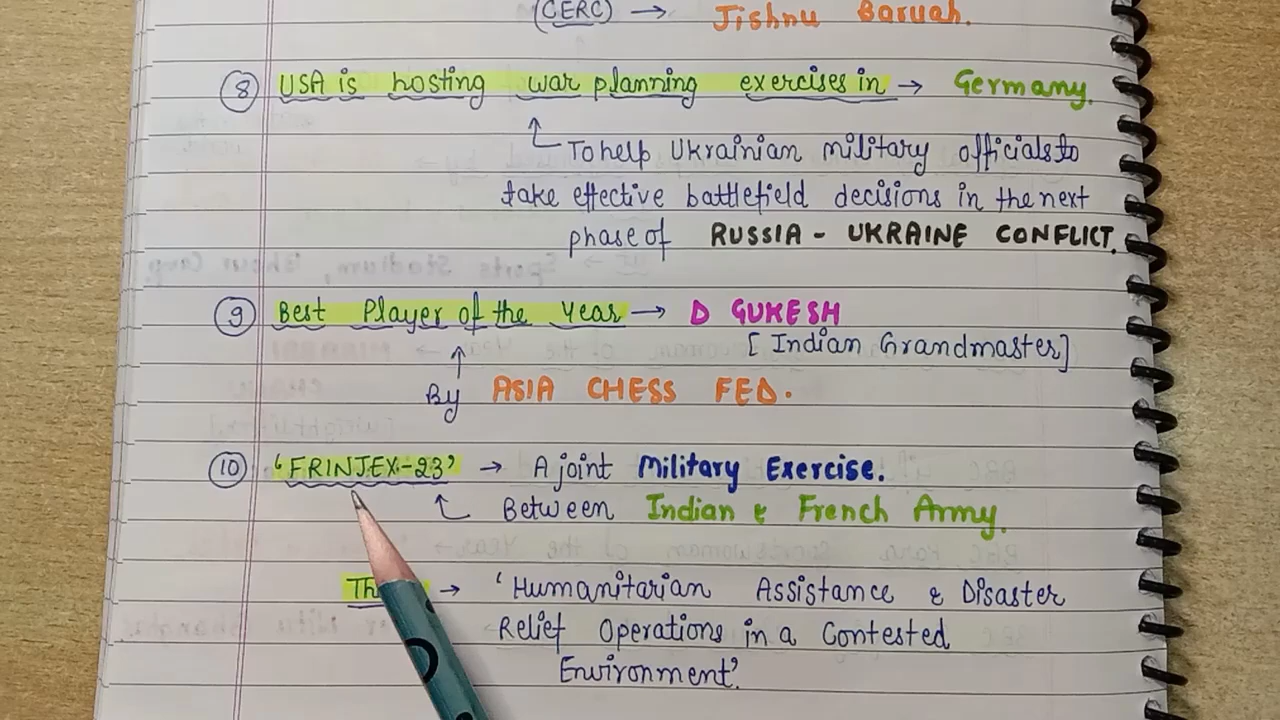 (CERC) → Jishnu Baruah.
8 USA is hosting war planning exercises in → Germany.
To help Ukrainian military officials to
take effective battlefield decisions in the next
phase of RUSSIA - UKRAINE CONFLICT.
9 Best Player of the Year → D GUKESH
[Indian Grandmaster]
By ASIA CHESS FED.
10 'FRINJEX-23' → A joint Military Exercise.
Between Indian & French Army.
→ 'Humanitarian Assistance & Disaster
Relief Operations in a Contested
Environment'.